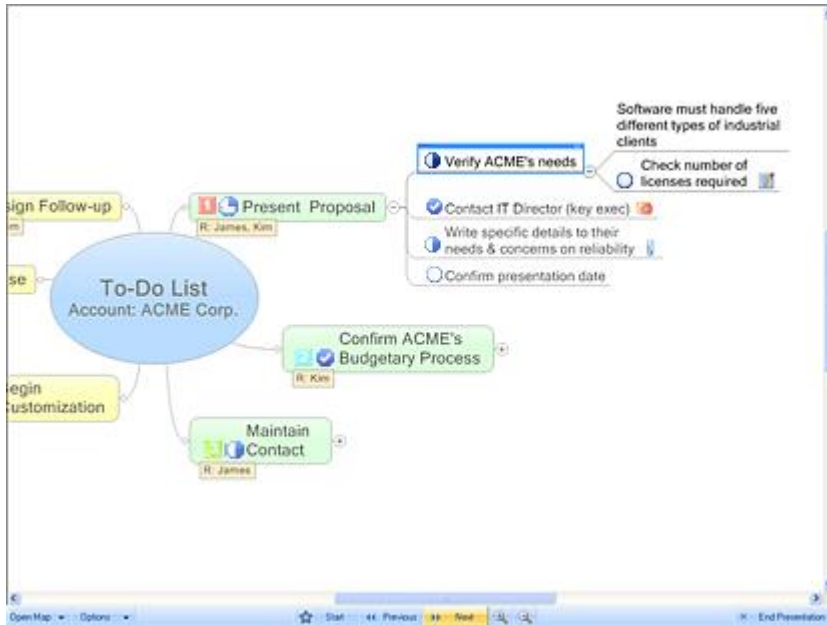 Software must handle five
different types of industrial
clients
Verify ACME's needs
Check number of
licenses required
sign Follow-up
1
Present Proposal
R: James, Kim
Contact IT Director (key exec)
Write specific details to their
needs & concerns on reliability
Confirm presentation date
se
To-Do List
Account: ACME Corp.
Confirm ACME's
2 Budgetary Process
R: Kim
egin
ustomization
Maintain
3 Contact
R: James
Open Map Options Start Previous Next End Presentation